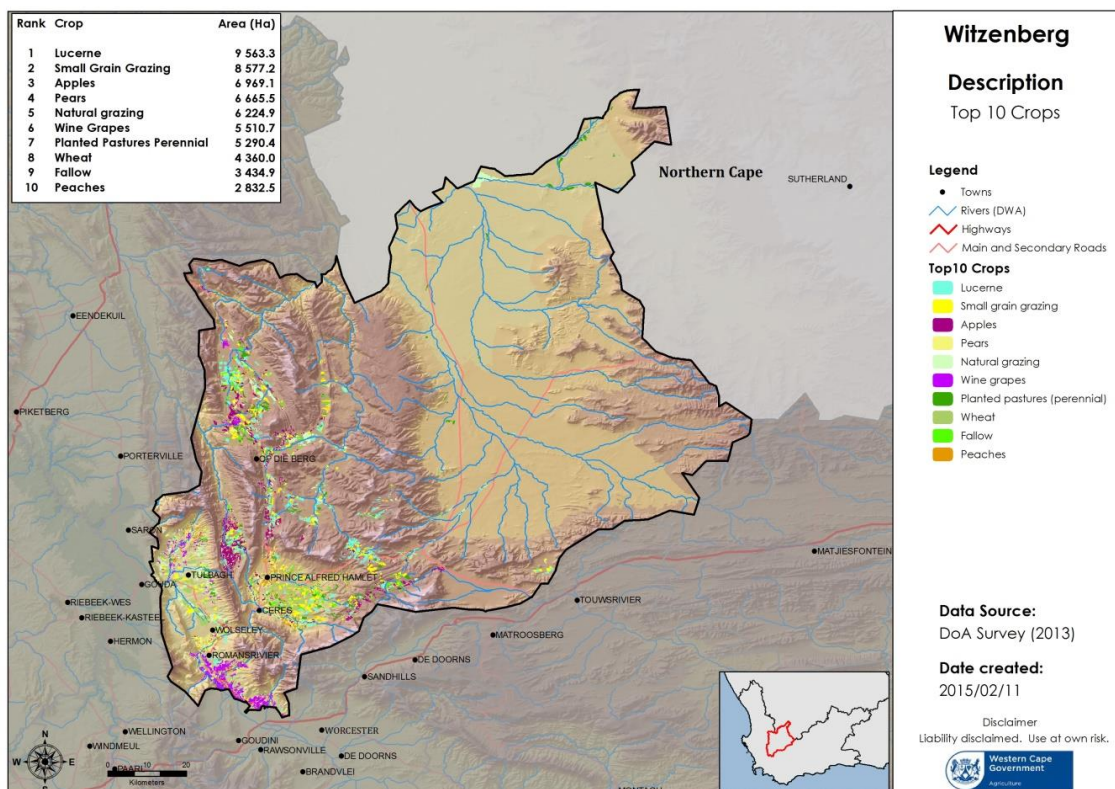 Rank Crop Area (Ha)
1 Lucerne 9 563.3
2 Small Grain Grazing 8 577.2
3 Apples 6 969.1
4 Pears 6 665.5
5 Natural grazing 6 224.9
6 Wine Grapes 5 510.7
7 Planted Pastures Perennial 5 290.4
8 Wheat 4 360.0
9 Fallow 3 434.9
10 Peaches 2 832.5
Northern Cape
SUTHERLAND
EENDEKUIL
PIKETBERG
PORTERVILLE
OP DIE BERG
SARON
MATJIESFONTEIN
GOUDA
TULBAGH
PRINCE ALFRED HAMLET
RIEBEEK-WES
TOUWSRIVIER
RIEBEEK-KASTEEL
CERES
WOLSELEY
HERMON
MATROOSBERG
ROMANSRIVIER
DE DOORNS
SANDHILLS
WELLINGTON
WORCESTER
WINDMEUL
GOUDINI
RAWSONVILLE
DE DOORNS
PAARL
BRANDVLEI
MONTAGU
N
W E
S
10 5 0 10 20
Kilometers
Witzenberg
Description
Top 10 Crops
Legend
Towns
Rivers (DWA)
Highways
Main and Secondary Roads
Top10 Crops
Lucerne
Small grain grazing
Apples
Pears
Natural grazing
Wine grapes
Planted pastures (perennial)
Wheat
Fallow
Peaches
Data Source:
DoA Survey (2013)
Date created:
2015/02/11
Disclaimer
Liability disclaimed. Use at own risk.
Western Cape
Government
Agriculture